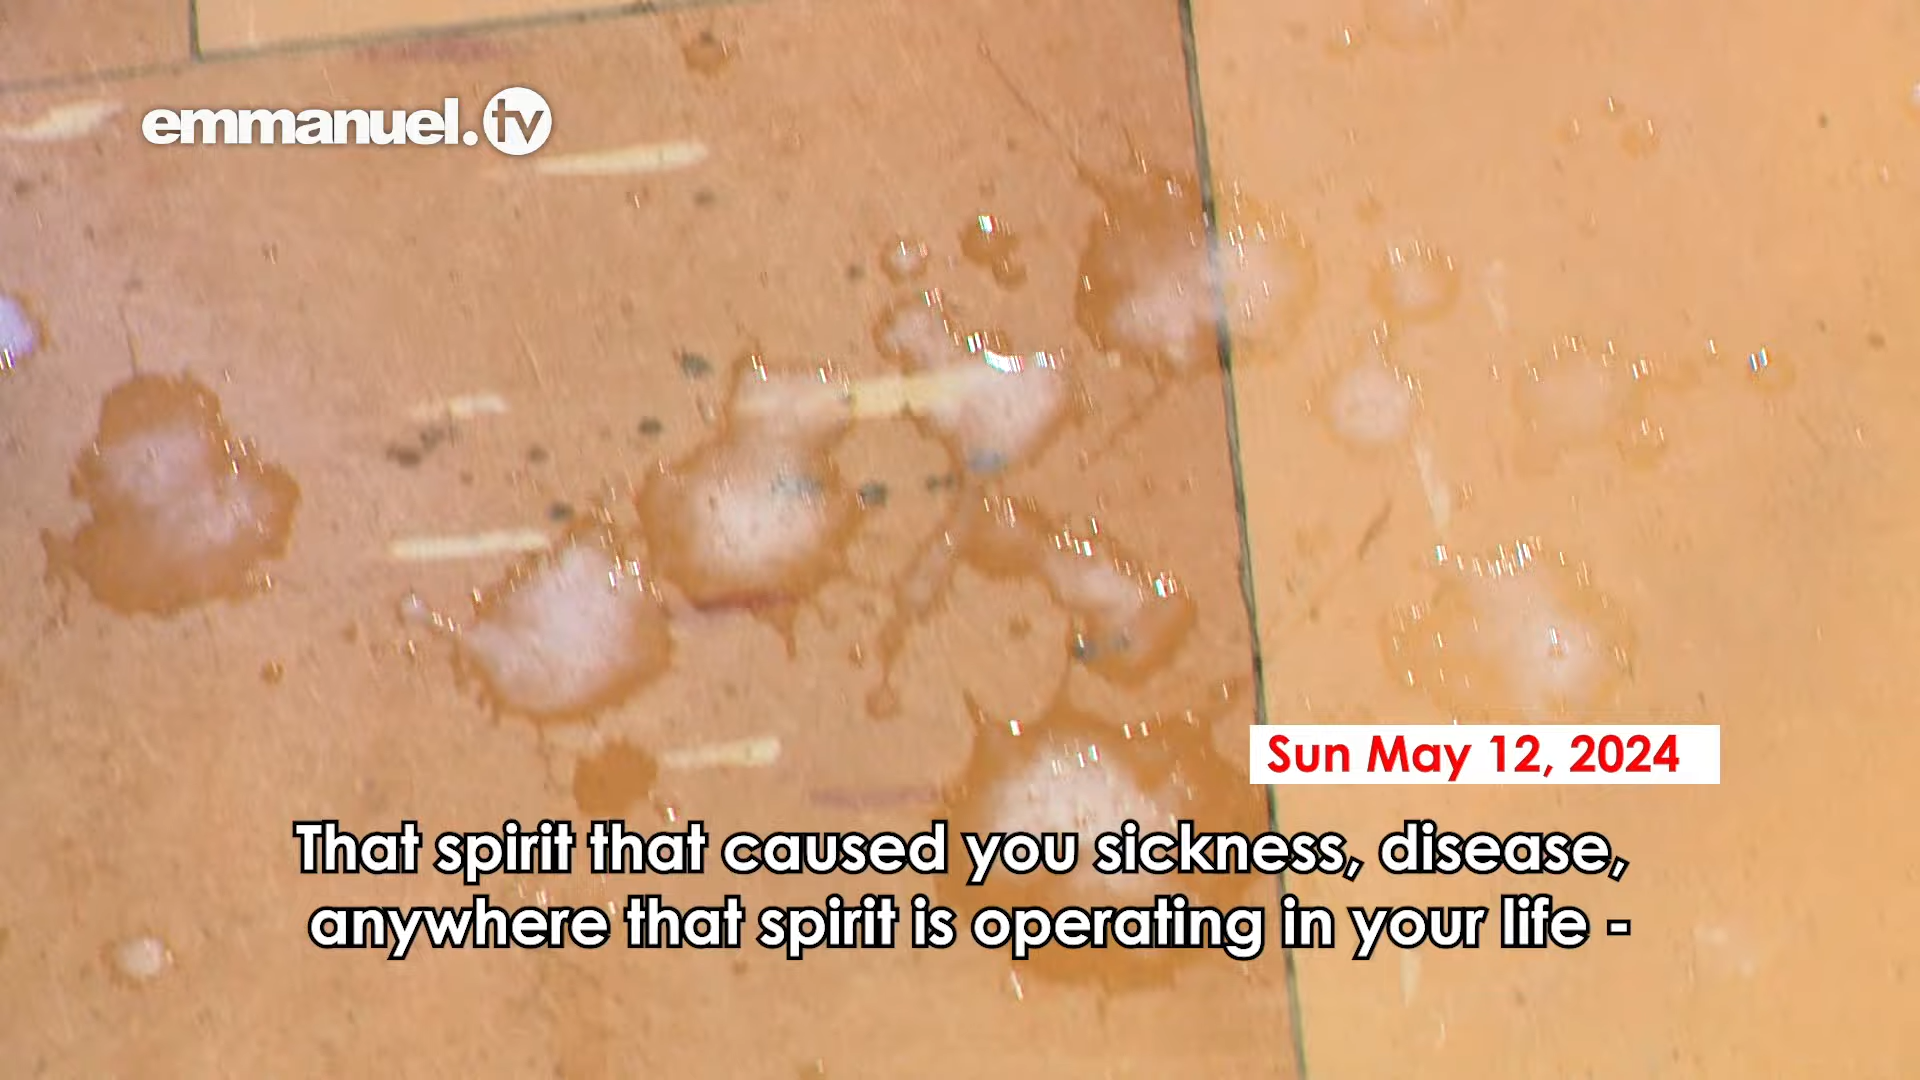 emmanuel.tv
Sun May 12, 2024
That spirit that caused you sickness, disease,
anywhere that spirit is operating in your life -